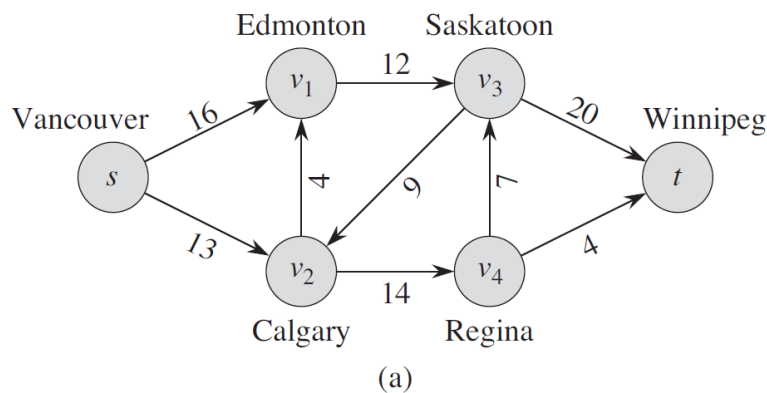 Edmonton Saskatoon
v1 12 v3
Vancouver 16 20 Winnipeg
s 4 9 7 t
13 4
v2 14 v4
Calgary Regina
(a)